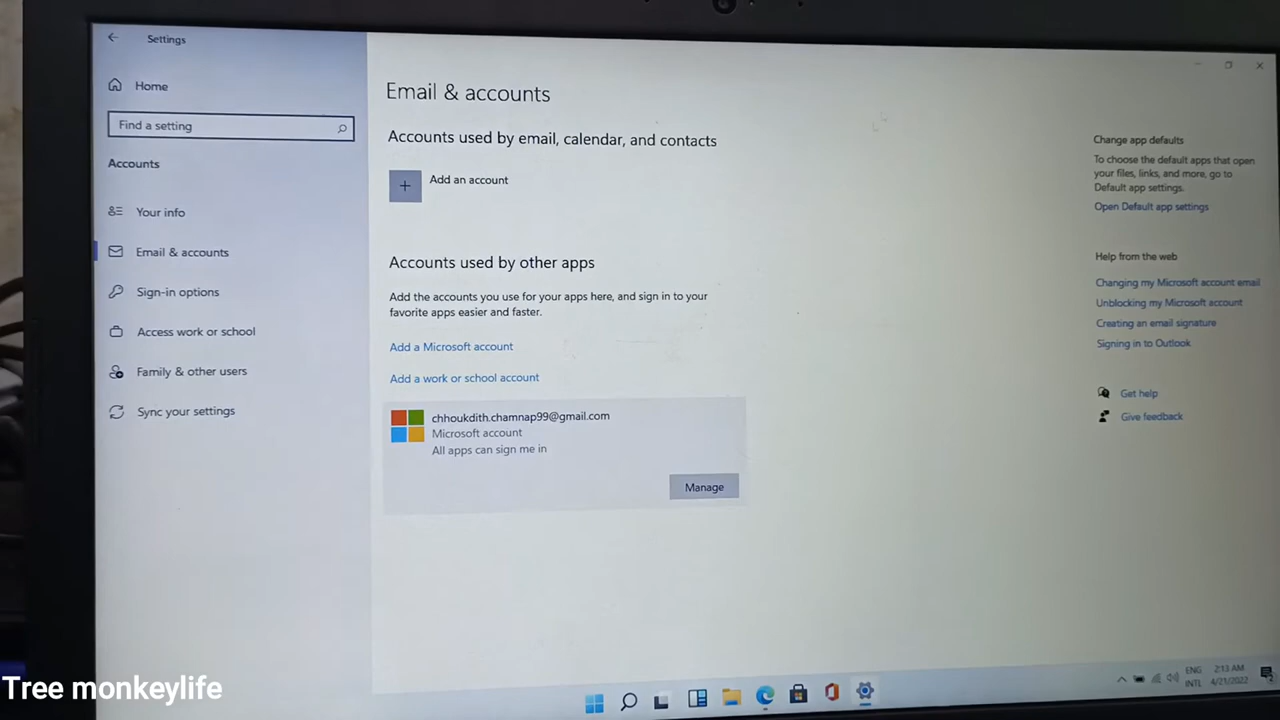 Settings
Home
Find a setting
Accounts
Your info
Email & accounts
Sign-in options
Access work or school
Family & other users
Sync your settings
Email & accounts
Accounts used by email, calendar, and contacts
Add an account
Accounts used by other apps
Add the accounts you use for your apps here, and sign in to your
favorite apps easier and faster.
Add a Microsoft account
Add a work or school account
chhoukdith.chamnap99@gmail.com
Microsoft account
All apps can sign me in
Manage
Change app defaults
To choose the default apps that open
your files, links, and more, go to
Default app settings.
Open Default app settings
Help from the web
Changing my Microsoft account email
Unblocking my Microsoft account
Creating an email signature
Signing in to Outlook
Get help
Give feedback
ENG
INTL
2:13 AM
4/21/2022
Tree monkeylife